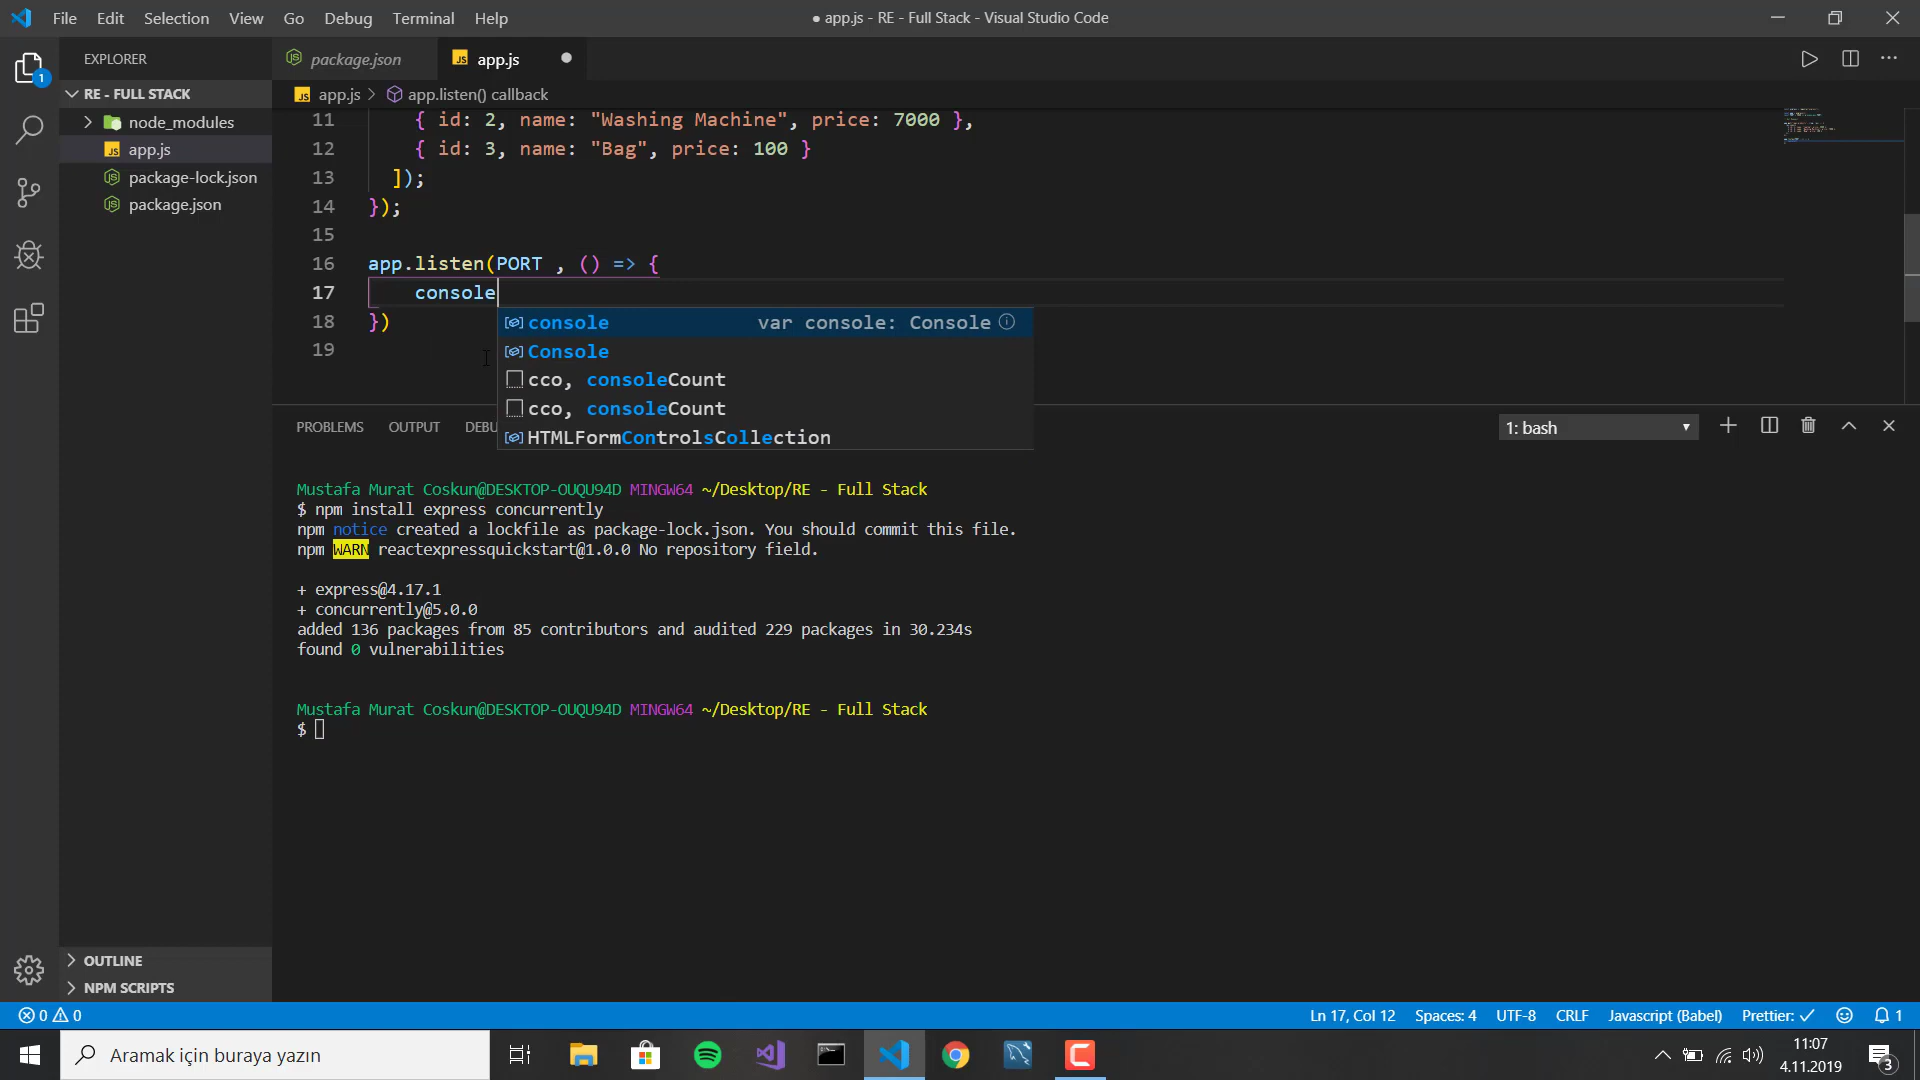 File Edit Selection View Go Debug Terminal Help
● app.js - RE - Full Stack - Visual Studio Code
1
EXPLORER
RE - FULL STACK
node_modules
app.js
package-lock.json
package.json
OUTLINE
NPM SCRIPTS
package.json
app.js
app.js > app.listen() callback
11 { id: 2, name: "Washing Machine", price: 7000 },
12 { id: 3, name: "Bag", price: 100 }
13 ]);
14 });
15
16 app.listen(PORT , () => {
17 console
18 })
19
console var console: Console
Console
cco, consoleCount
cco, consoleCount
HTMLFormControlsCollection
PROBLEMS OUTPUT DEBU
1: bash
Mustafa Murat Coskun@DESKTOP-OUQU94D MINGW64 ~/Desktop/RE - Full Stack
$ npm install express concurrently
npm notice created a lockfile as package-lock.json. You should commit this file.
npm WARN reactexpressquickstart@1.0.0 No repository field.
+ express@4.17.1
+ concurrently@5.0.0
added 136 packages from 85 contributors and audited 229 packages in 30.234s
found 0 vulnerabilities
Mustafa Murat Coskun@DESKTOP-OUQU94D MINGW64 ~/Desktop/RE - Full Stack
$
0 0
Ln 17, Col 12 Spaces: 4 UTF-8 CRLF Javascript (Babel) Prettier: ✓ 1
Aramak için buraya yazın
11:07
4.11.2019
3